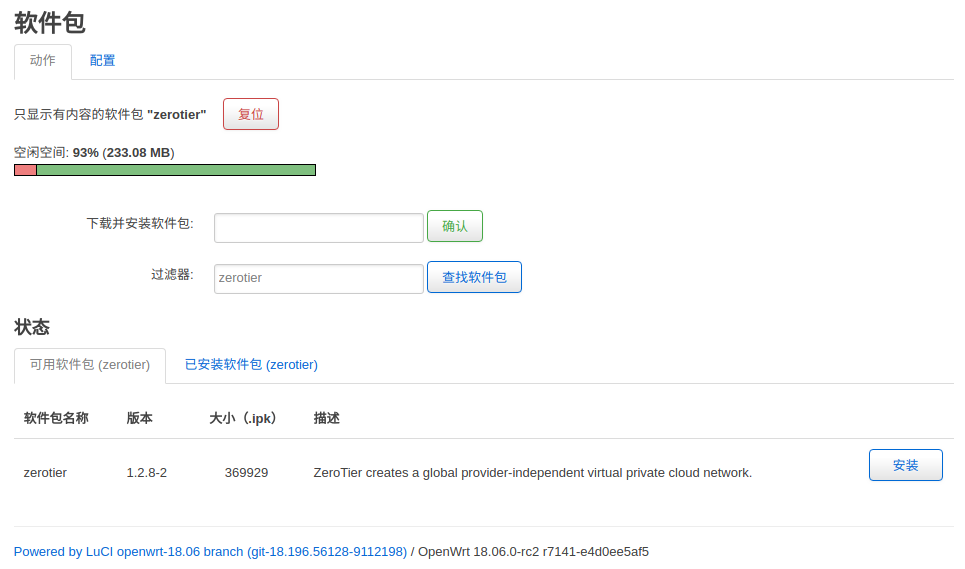 软件包
动作 配置
只显示有内容的软件包 "zerotier" 复位
空闲空间: 93% (233.08 MB)
下载并安装软件包: 确认
过滤器: zerotier 查找软件包
状态
可用软件包 (zerotier) 已安装软件包 (zerotier)
软件包名称 版本 大小（.ipk） 描述
zerotier 1.2.8-2 369929 ZeroTier creates a global provider-independent virtual private cloud network. 安装
Powered by LuCI openwrt-18.06 branch (git-18.196.56128-9112198) / OpenWrt 18.06.0-rc2 r7141-e4d0ee5af5